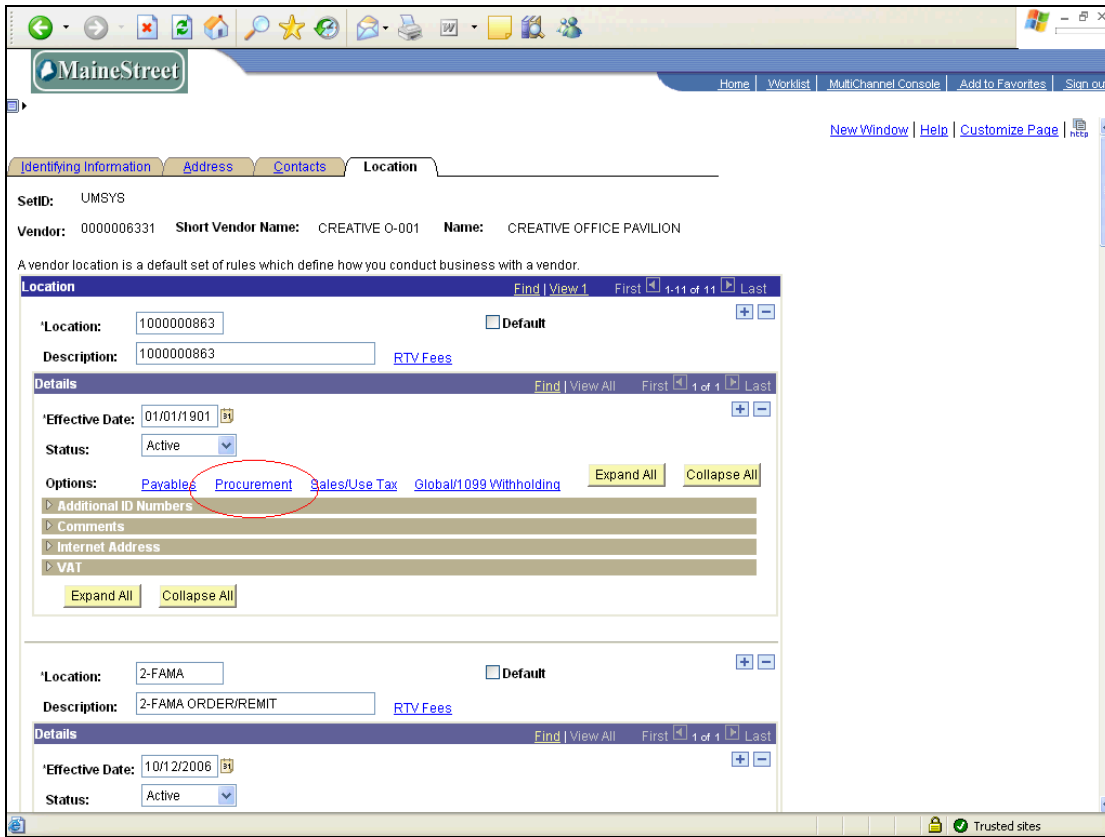 MaineStreet
Home | Worklist | MultiChannel Console | Add to Favorites | Sign ou
New Window | Help | Customize Page | http
Identifying Information Address Contacts Location
SetID: UMSYS
Vendor: 0000006331 Short Vendor Name: CREATIVE O-001 Name: CREATIVE OFFICE PAVILION
A vendor location is a default set of rules which define how you conduct business with a vendor.
Location Find | View 1 First 1-11 of 11 Last
*Location: 1000000863 Default
Description: 1000000863 RTV Fees
Details Find | View All First 1 of 1 Last
*Effective Date: 01/01/1901 31
Status: Active
Options: Payables Procurement Sales/Use Tax Global/1099 Withholding Expand All Collapse All
Additional ID Numbers
Comments
Internet Address
VAT
Expand All Collapse All
*Location: 2-FAMA Default
Description: 2-FAMA ORDER/REMIT RTV Fees
Details Find | View All First 1 of 1 Last
*Effective Date: 10/12/2006 31
Status: Active
Trusted sites